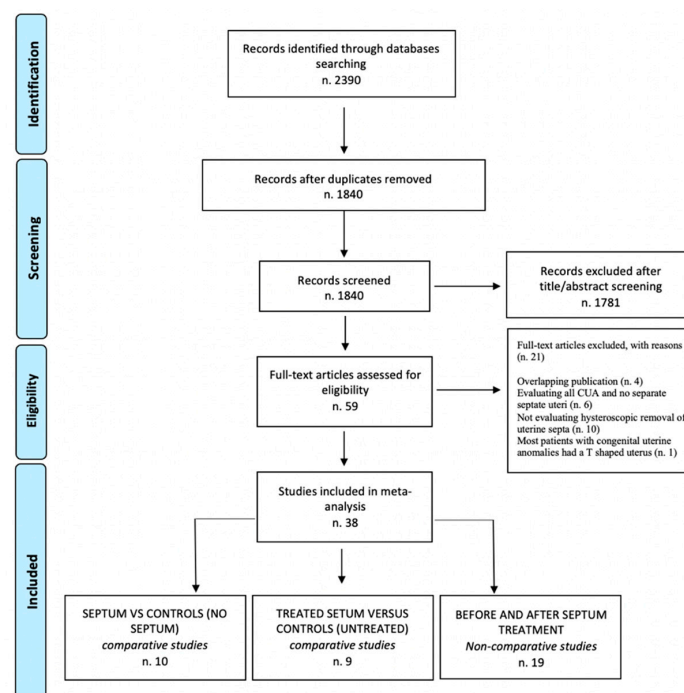 Identification
Records identified through databases
searching
n. 2390
Screening
Records after duplicates removed
n. 1840
Records screened
n. 1840
Records excluded after
title/abstract screening
n. 1781
Eligibility
Full-text articles assessed for
eligibility
n. 59
Full-text articles excluded, with reasons
(n. 21)
Overlapping publication (n. 4)
Evaluating all CUA and no separate
septate uteri (n. 6)
Not evaluating hysteroscopic removal of
uterine septa (n. 10)
Most patients with congenital uterine
anomalies had a T shaped uterus (n. 1)
Included
Studies included in meta-
analysis
n. 38
SEPTUM VS CONTROLS (NO
SEPTUM)
comparative studies
n. 10
TREATED SETUM VERSUS
CONTROLS (UNTREATED)
comparative studies
n. 9
BEFORE AND AFTER SEPTUM
TREATMENT
Non-comparative studies
n. 19